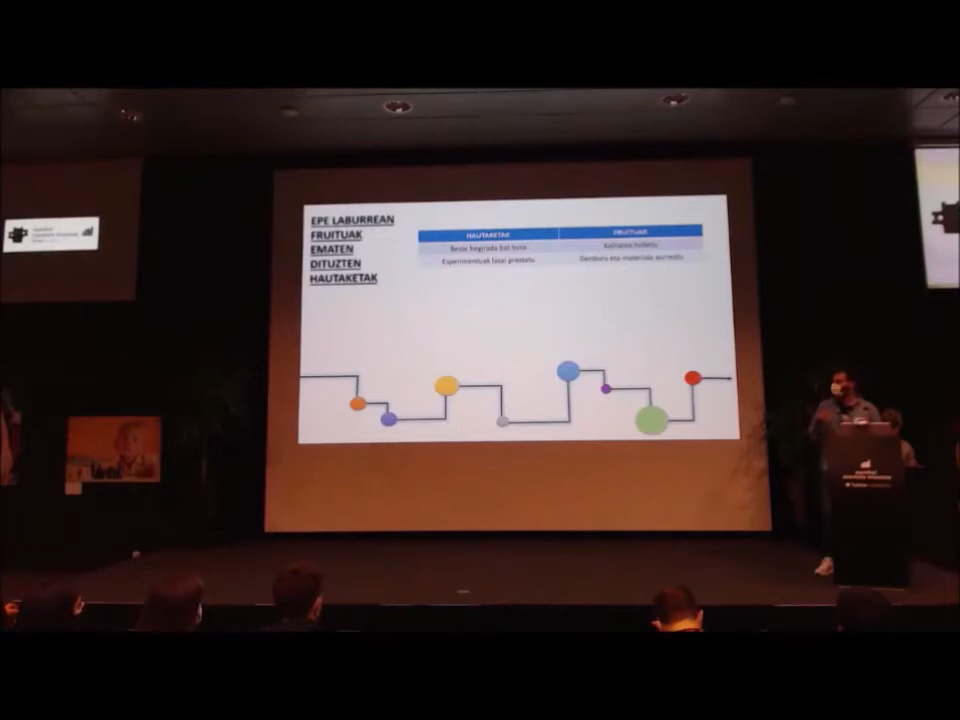 EPE LABURREAN
FRUITUAK
EMATEN
DITUZTEN
HAUTAKETAK
HAUTAKETAK
FRUITUAK
Beste begirada bat bota
Kalitatea hobetu
Esperimentuak lasai prestatu
Denbora eta materiala aurreztu